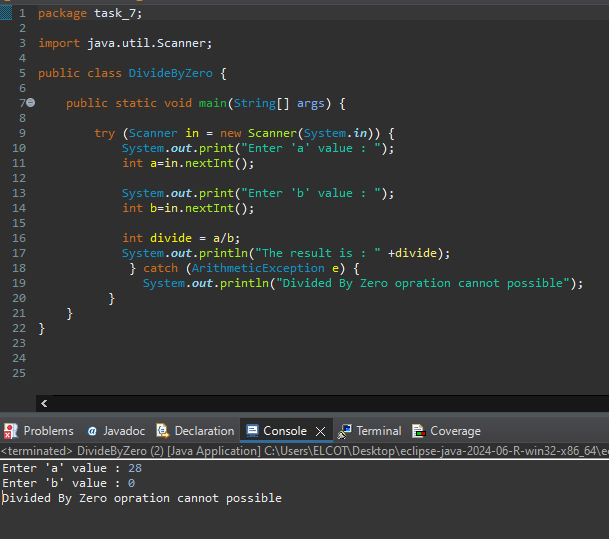 1 package task_7;
2
3 import java.util.Scanner;
4
5 public class DivideByZero {
6
7 public static void main(String[] args) {
8
9 try (Scanner in = new Scanner(System.in)) {
10 System.out.print("Enter 'a' value : ");
11 int a=in.nextInt();
12
13 System.out.print("Enter 'b' value : ");
14 int b=in.nextInt();
15
16 int divide = a/b;
17 System.out.println("The result is : " +divide);
18 } catch (ArithmeticException e) {
19 System.out.println("Divided By Zero opration cannot possible");
20 }
21 }
22 }
23
24
25
Problems Javadoc Declaration Console Terminal Coverage
<terminated> DivideByZero (2) [Java Application] C:\Users\ELCOT\Desktop\eclipse-java-2024-06-R-win32-x86_64\ec
Enter 'a' value : 28
Enter 'b' value : 0
Divided By Zero opration cannot possible